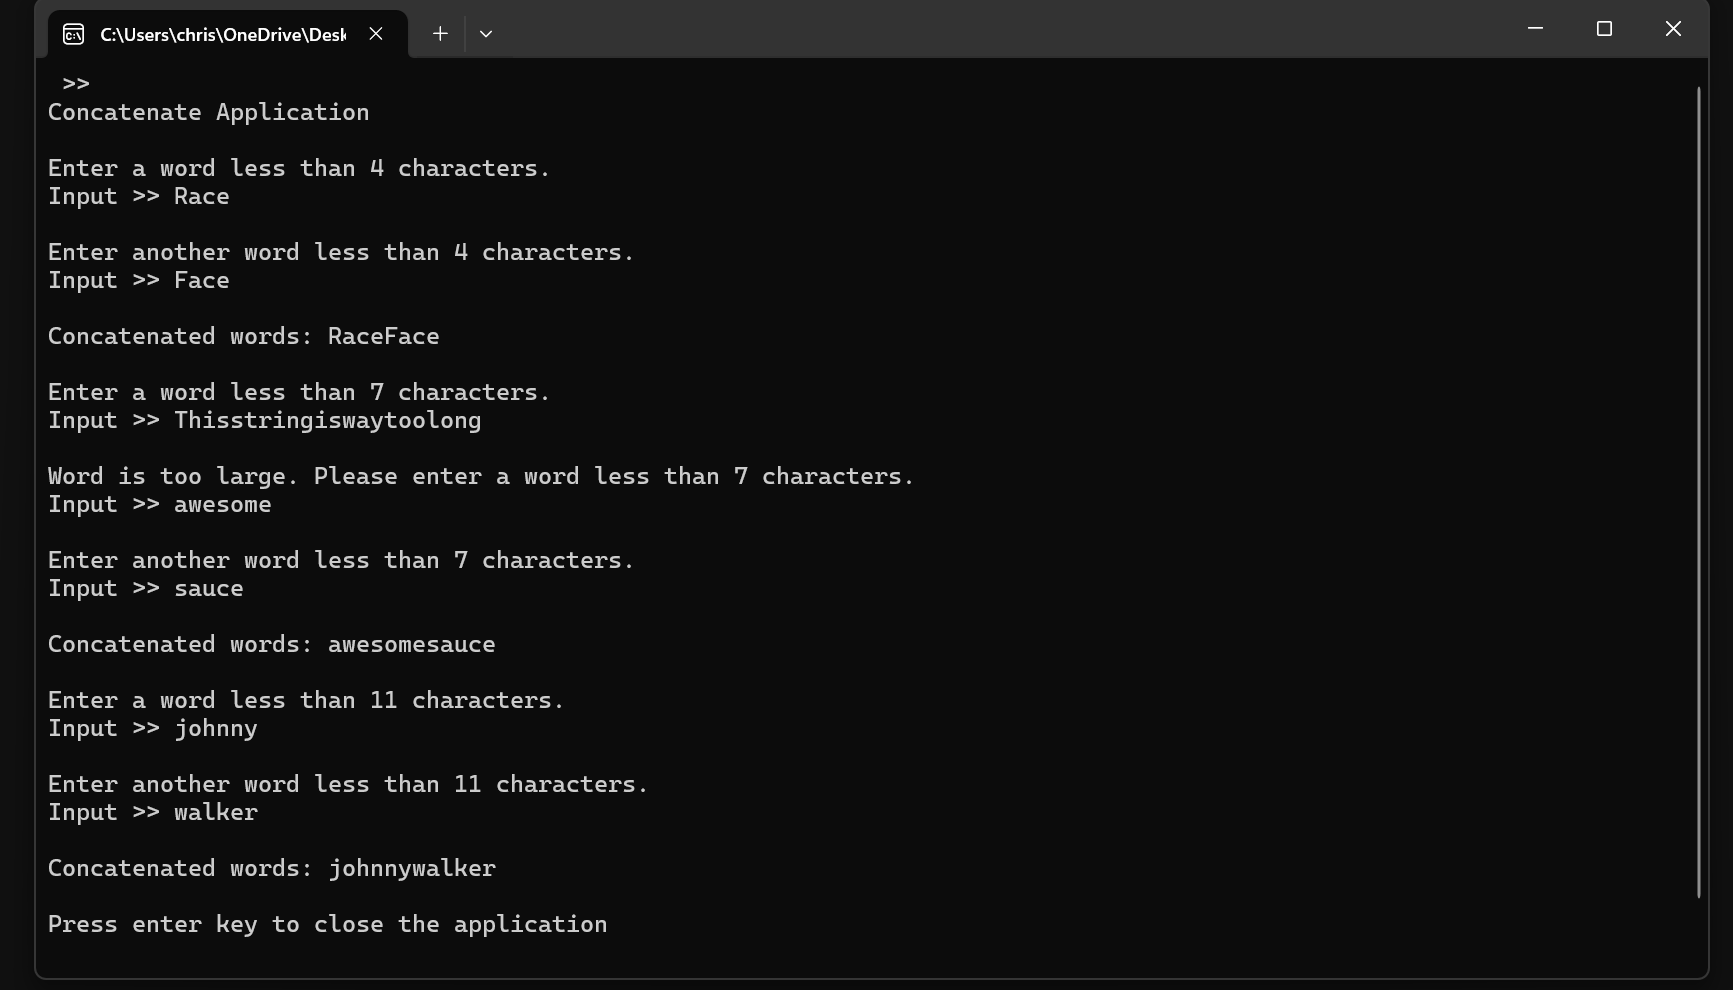 C:\Users\chris\OneDrive\Desk
>>
Concatenate Application
Enter a word less than 4 characters.
Input >> Race
Enter another word less than 4 characters.
Input >> Face
Concatenated words: RaceFace
Enter a word less than 7 characters.
Input >> Thisstringiswaytoolong
Word is too large. Please enter a word less than 7 characters.
Input >> awesome
Enter another word less than 7 characters.
Input >> sauce
Concatenated words: awesomesauce
Enter a word less than 11 characters.
Input >> johnny
Enter another word less than 11 characters.
Input >> walker
Concatenated words: johnnywalker
Press enter key to close the application